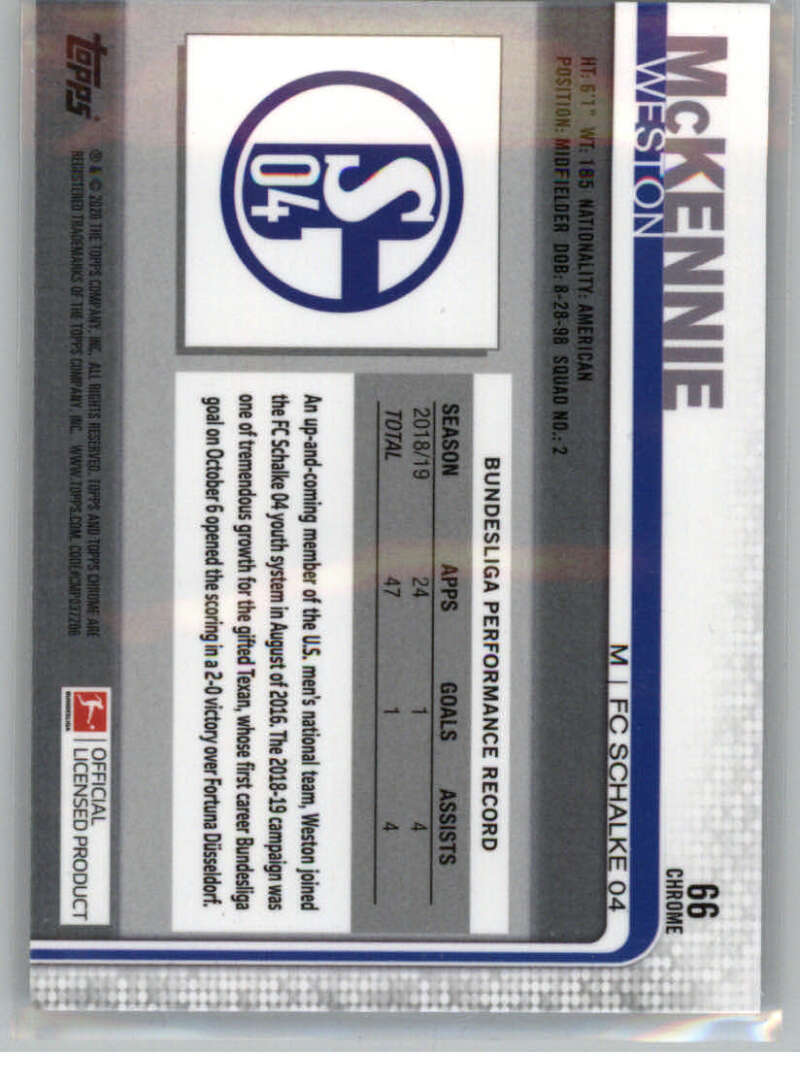 McKENNIE
WESTON
66
CHROME
M | FC SCHALKE 04
HT: 6'1" WT: 185 NATIONALITY: AMERICAN
POSITION: MIDFIELDER DOB: 8-28-98 SQUAD NO.: 2
S
04
BUNDESLIGA PERFORMANCE RECORD
SEASON APPS GOALS ASSISTS
2018/19 24 1 4
TOTAL 47 1 4
An up-and-coming member of the U.S. men's national team, Weston joined
the FC Schalke 04 youth system in August of 2016. The 2018-19 campaign was
one of tremendous growth for the gifted Texan, whose first career Bundesliga
goal on October 6 opened the scoring in a 2-0 victory over Fortuna Düsseldorf.
topps
® & © 2020 THE TOPPS COMPANY, INC. ALL RIGHTS RESERVED. TOPPS AND TOPPS CHROME ARE
REGISTERED TRADEMARKS OF THE TOPPS COMPANY, INC. WWW.TOPPS.COM. CODE#CMP037206
BUNDESLIGA
OFFICIAL
LICENSED PRODUCT